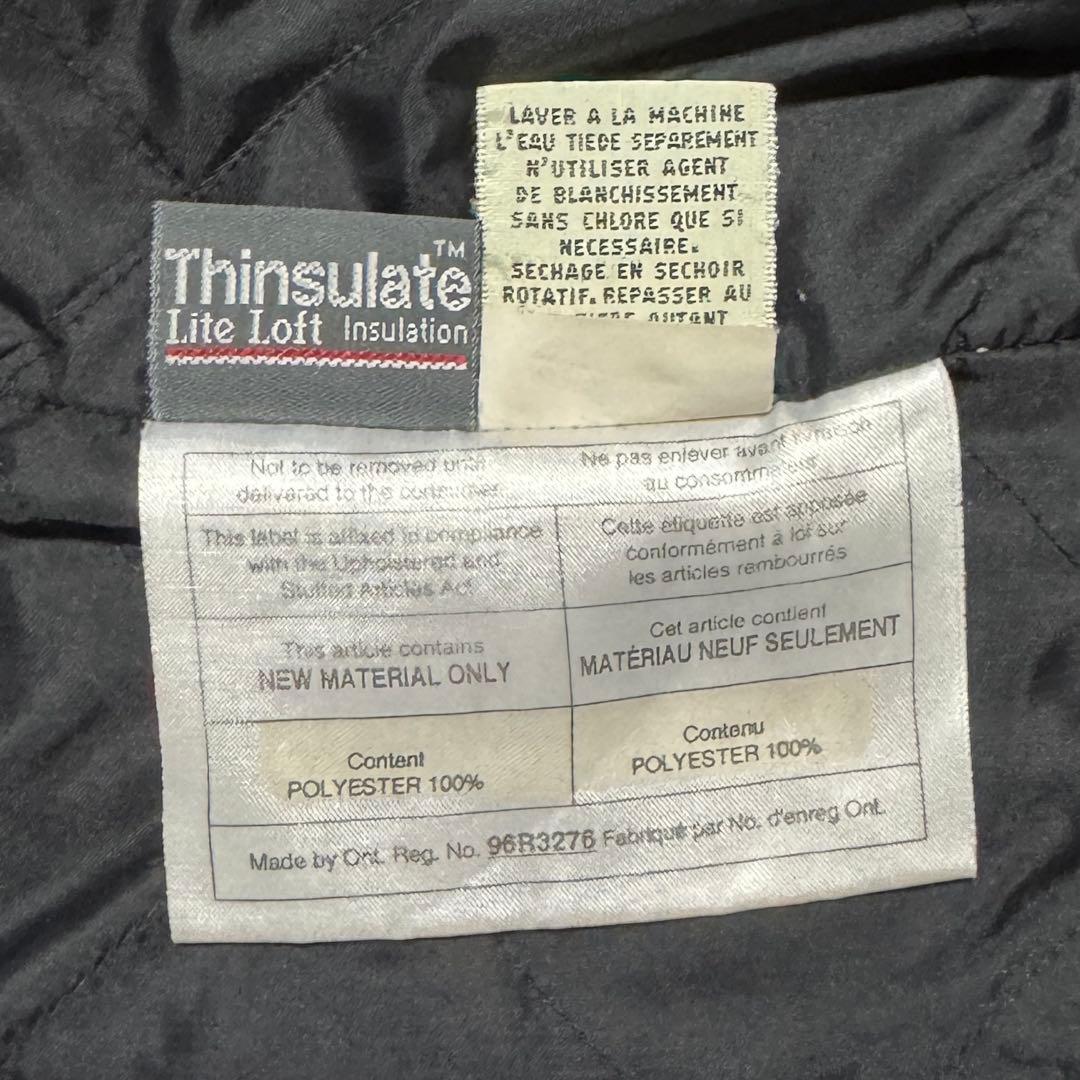 LAVER A LA MACHINE
L'EAU TIEDE SEPAREMENT
N'UTILISER AGENT
DE BLANCHISSEMENT
SANS CHLORE QUE SI
NECESSAIRE.
SECHAGE EN SECHOIR
ROTATIF. REPASSER AU
AUTANT
Thinsulate™
Lite Loft Insulation
Not to be removed until
delivered to the consumer
Ne pas enlever avant livraison
au consommateur
This label is affixed in compliance
with the Upholstered and
Stuffed Articles Act
Cette étiquette est apposée
conformément à loi sur
les articles rembourrés
This article contains
NEW MATERIAL ONLY
Cet article contient
MATÉRIAU NEUF SEULEMENT
Content
POLYESTER 100%
Contenu
POLYESTER 100%
Made by Ont. Reg. No. 96R3276 Fabriqué par No. d'enreg Ont.